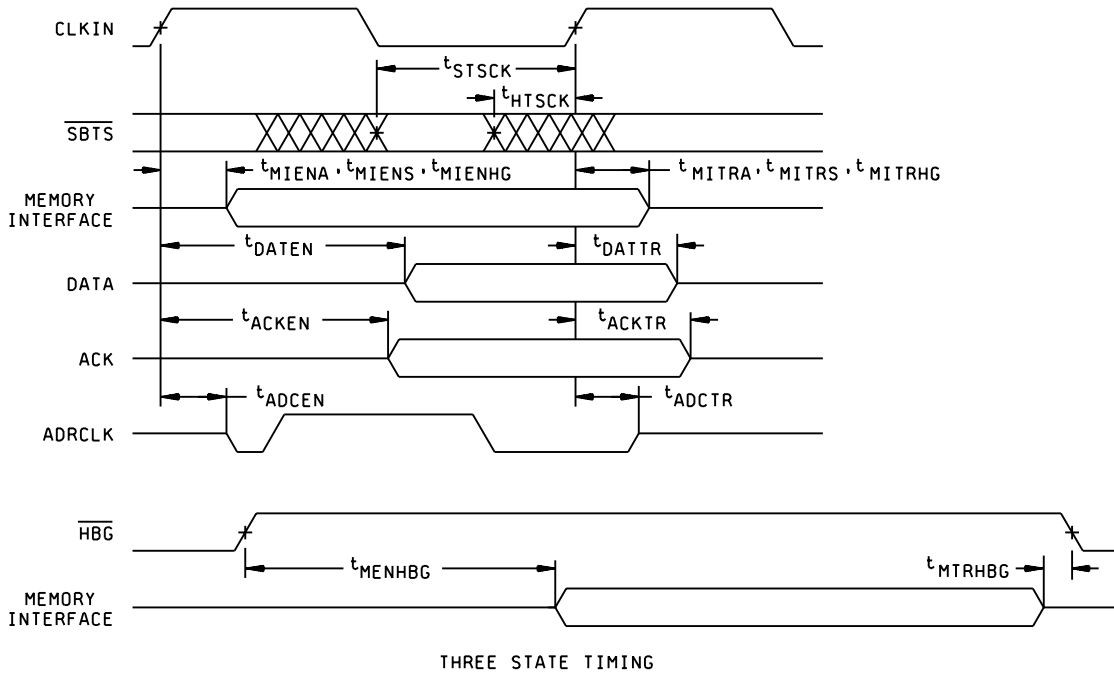 CLKIN
tSTSCK
tHTSCK
SBTS
tMIENA, tMIENS, tMIENHG
tMITRA, tMITRS, tMITRHG
MEMORY
INTERFACE
tDATEN
tDATTR
DATA
tACKEN
tACKTR
ACK
tADCEN
tADCTR
ADRCLK
HBG
tMENHBG
tMTRHBG
MEMORY
INTERFACE
THREE STATE TIMING